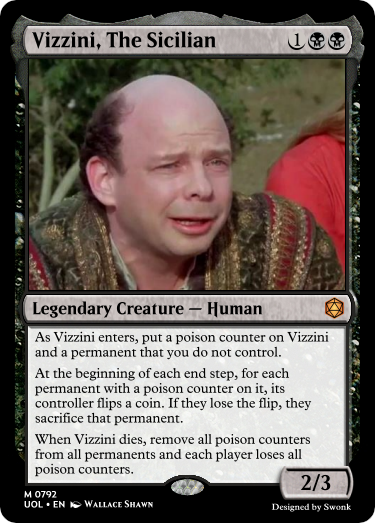 Vizzini, The Sicilian 1
Legendary Creature — Human
As Vizzini enters, put a poison counter on Vizzini
and a permanent that you do not control.
At the beginning of each end step, for each
permanent with a poison counter on it, its
controller flips a coin. If they lose the flip, they
sacrifice that permanent.
When Vizzini dies, remove all poison counters
from all permanents and each player loses all
poison counters.
2/3
M 0792
UOL • EN Wallace Shawn
Designed by Swonk